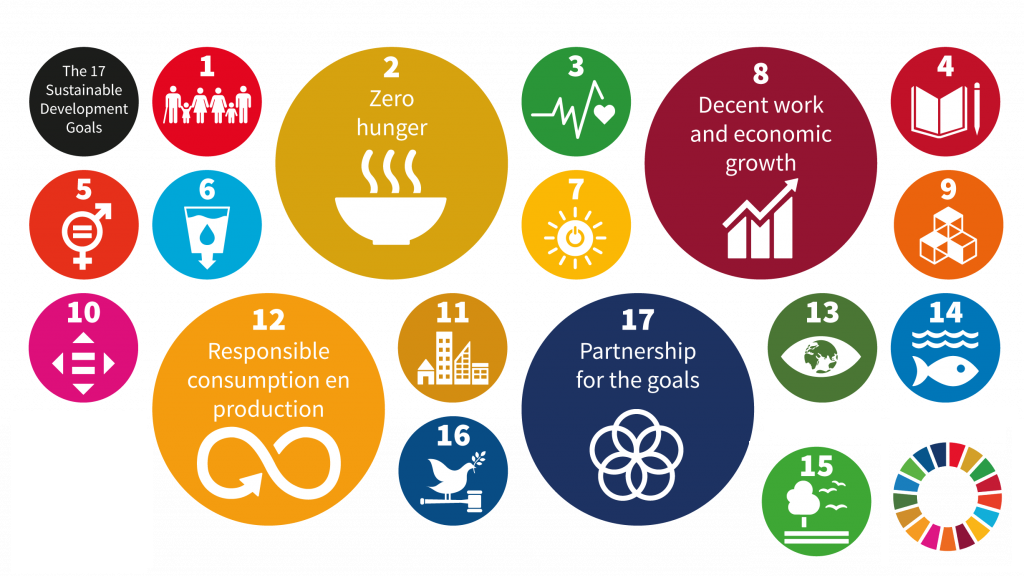 The 17
Sustainable
Development
Goals
1
2
Zero
hunger
3
8
Decent work
and economic
growth
4
5
6
7
9
10
12
Responsible
consumption en
production
11
17
Partnership
for the goals
13
14
16
15